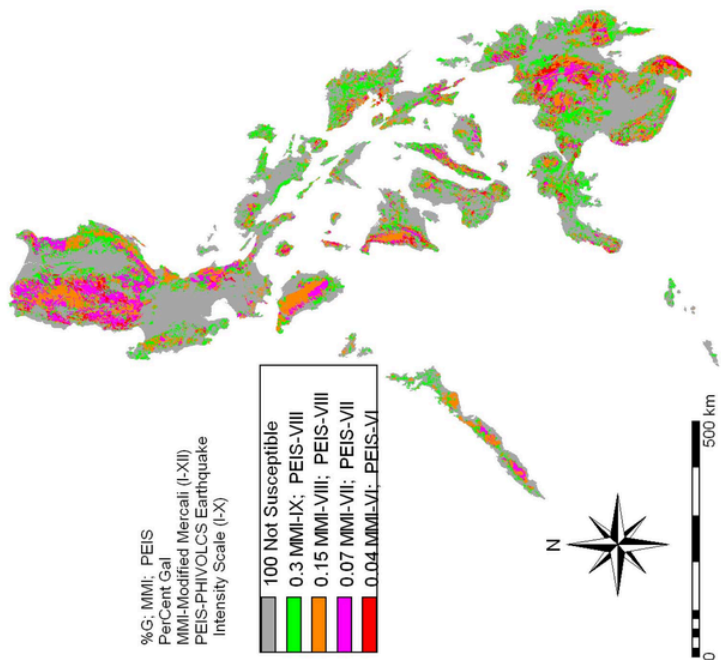 %G; MMI; PEIS
PerCent Gal
MMI-Modified Mercali (I-XII)
PEIS-PHIVOLCS Earthquake
Intensity Scale (I-X)
100 Not Susceptible
0.3 MMI-IX; PEIS-VIII
0.15 MMI-VIII; PEIS-VIII
0.07 MMI-VII; PEIS-VII
0.04 MMI-VI; PEIS-VI
N
0
500 km